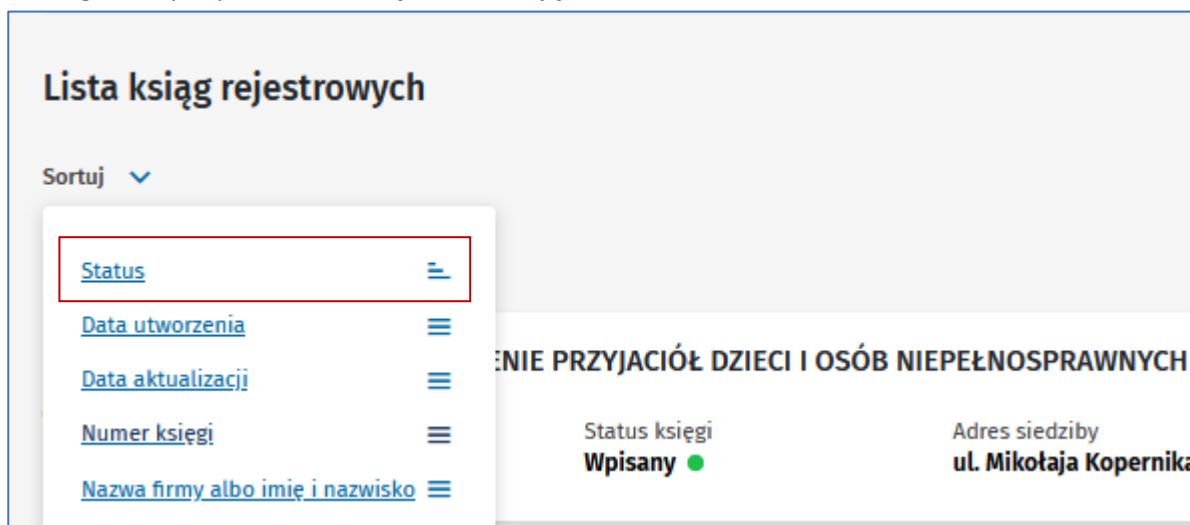 Lista ksiąg rejestrowych
Sortuj
Status
Data utworzenia
Data aktualizacji
Numer księgi
Nazwa firmy albo imię i nazwisko
PRZYJACIÓŁ DZIECI I OSÓB NIEPEŁNOSPRAWNYCH
Status księgi
Wpisany
Adres siedziby
ul. Mikołaja Kopernika